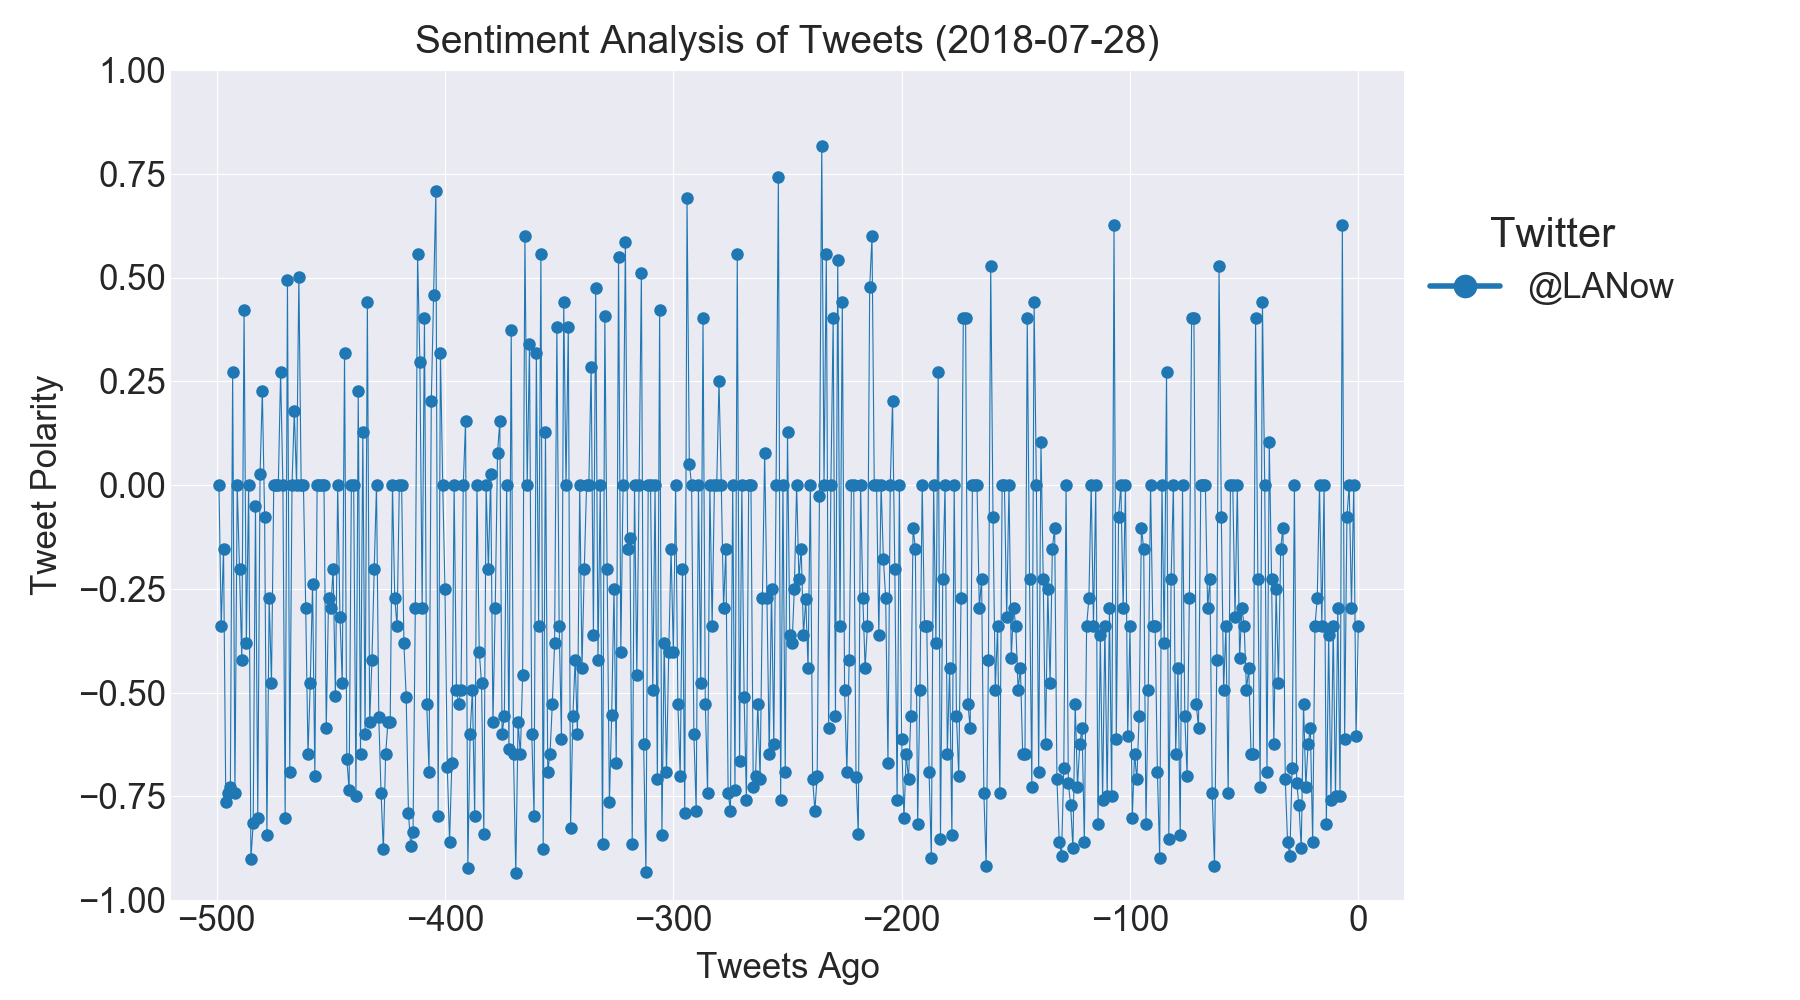 Sentiment Analysis of Tweets (2018-07-28)
1.00
0.75
0.50
0.25
0.00
−0.25
−0.50
−0.75
−1.00
Tweet Polarity
−500 −400 −300 −200 −100 0
Tweets Ago
Twitter
@LANow